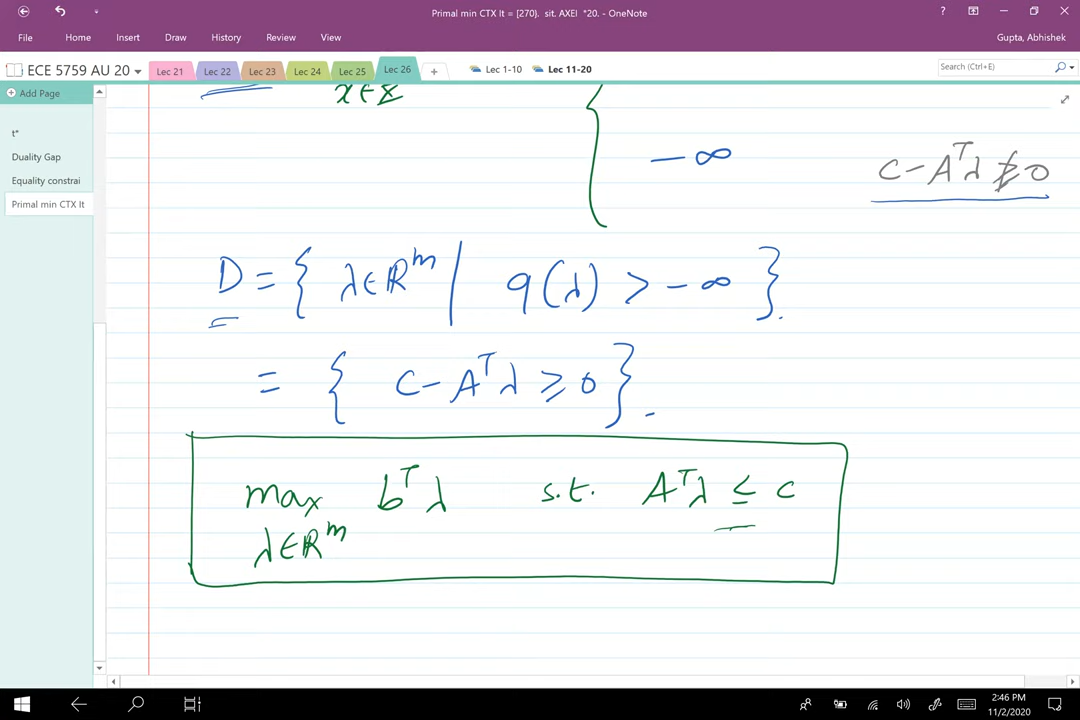 Primal min CTX It = [270}. sit. AXEI *20. - OneNote
? Gupta, Abhishek
File Home Insert Draw History Review View
ECE 5759 AU 20 Lec 21 Lec 22 Lec 23 Lec 24 Lec 25 Lec 26 + Lec 1-10 Lec 11-20 Search (Ctrl+E)
Add Page
t*
Duality Gap
Equality constrai
Primal min CTX It
x ∈ X
- ∞
C - Aᵀλ ≱ 0
D = { λ∈ℝᵐ | q(λ) > - ∞ }.
= { C - Aᵀλ ≥ 0 }.
max bᵀλ s.t. Aᵀλ ≤ c
λ∈ℝᵐ
2:46 PM
11/2/2020